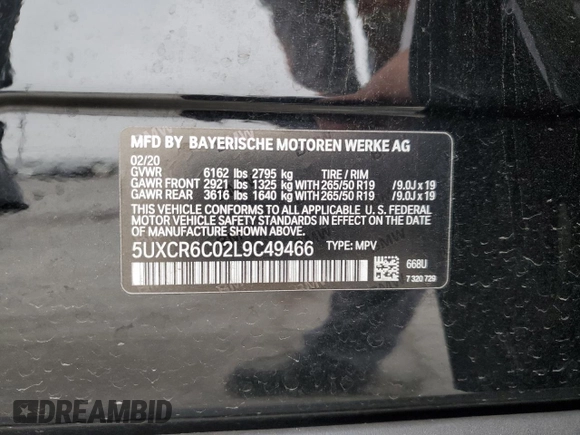 MFD BY BAYERISCHE MOTOREN WERKE AG
02/20
GVWR 6162 lbs 2795 kg TIRE / RIM
GAWR FRONT 2921 lbs 1325 kg WITH 265/50 R19 /9.0J x 19
GAWR REAR 3616 lbs 1640 kg WITH 265/50 R19 /9.0J x 19
THIS VEHICLE CONFORMS TO ALL APPLICABLE
U.S. FEDERAL MOTOR VEHICLE SAFETY STANDARDS IN EFFECT
ON THE DATE OF MANUFACTURE SHOWN ABOVE.
5UXCR6C02L9C49466 TYPE: MPV
668U
7 320 729
DREAMBID